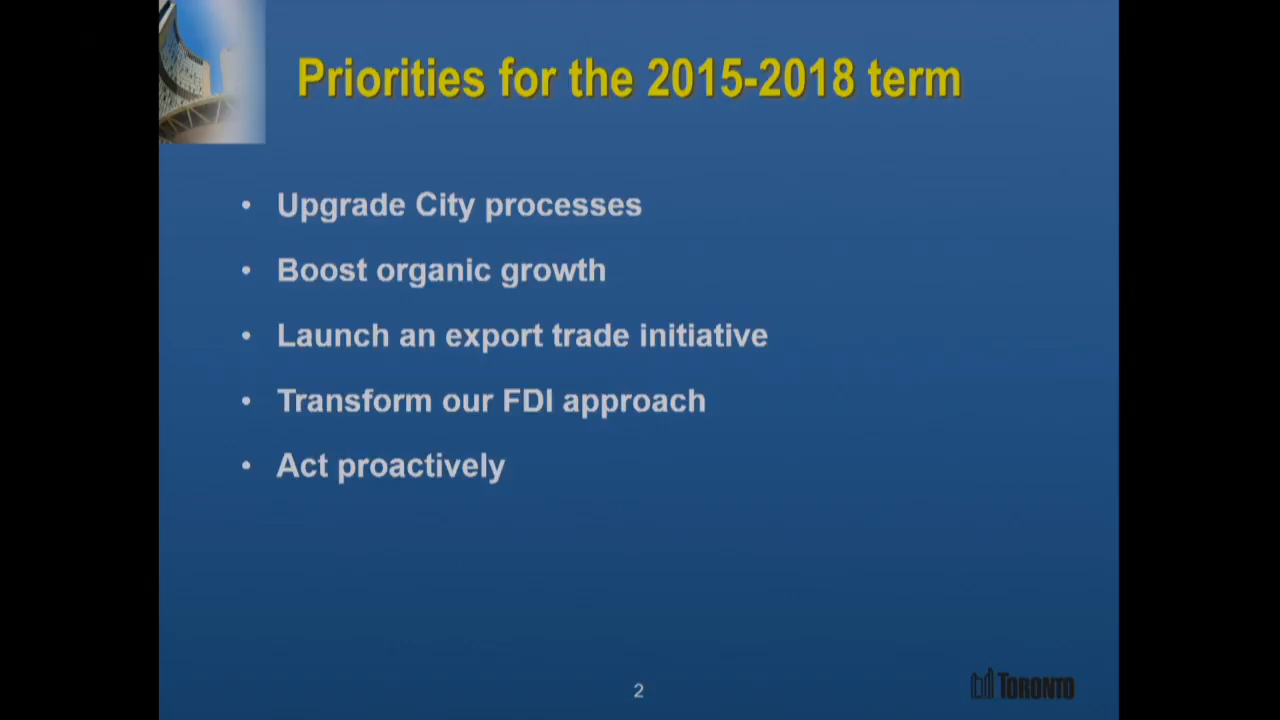 Priorities for the 2015-2018 term
• Upgrade City processes
• Boost organic growth
• Launch an export trade initiative
• Transform our FDI approach
• Act proactively
2
TORONTO